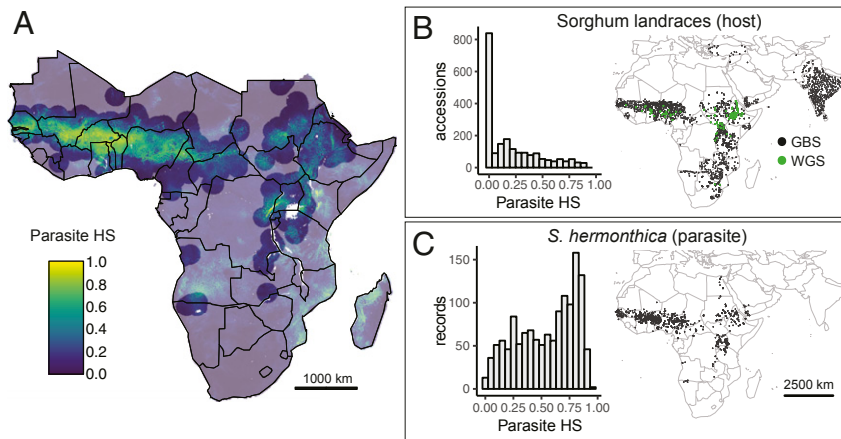 A
Parasite HS
1.0
0.8
0.6
0.4
0.2
0.0
1000 km
B
Sorghum landraces (host)
accessions
800
600
400
200
0
0.00 0.25 0.50 0.75 1.00
Parasite HS
GBS
WGS
C
S. hermonthica (parasite)
records
150
100
50
0
0.00 0.25 0.50 0.75 1.00
Parasite HS
2500 km